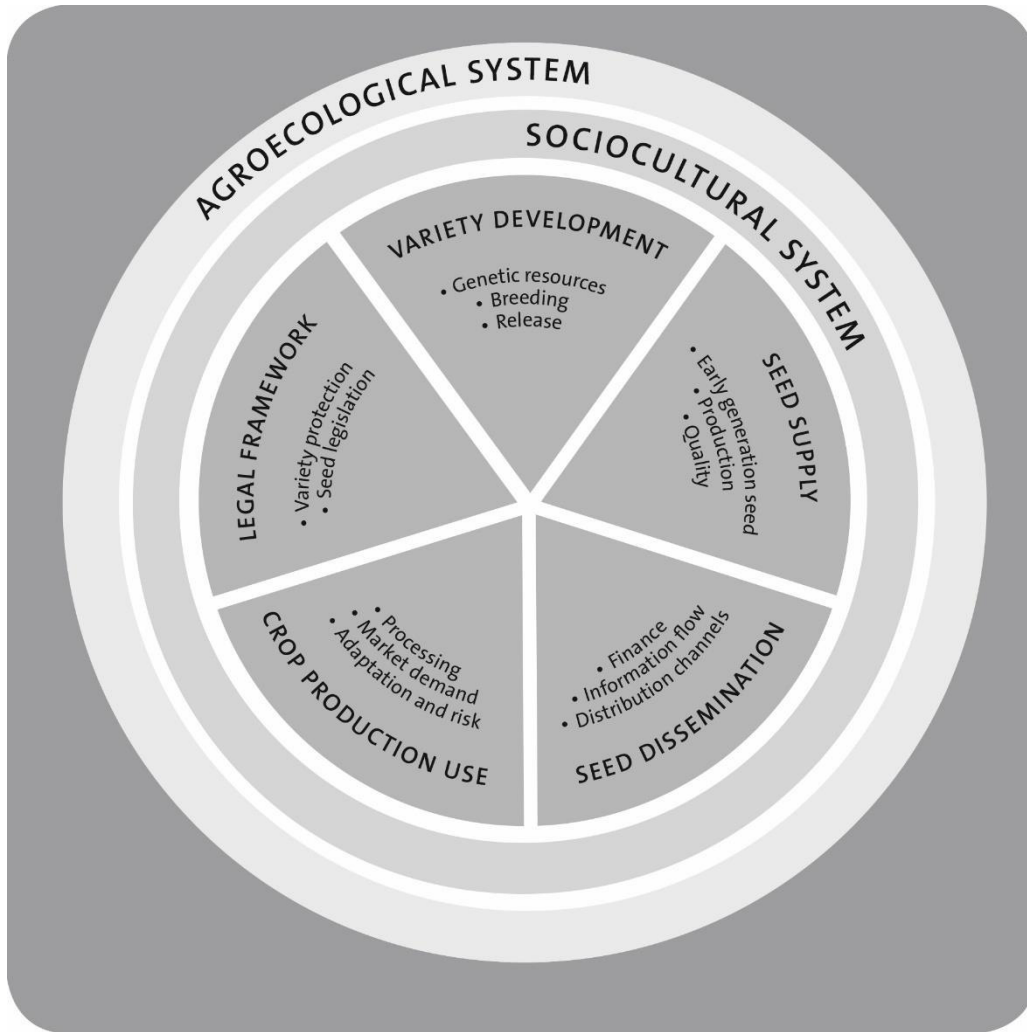 AGROECOLOGICAL SYSTEM
SOCIOCULTURAL SYSTEM
VARIETY DEVELOPMENT
• Genetic resources
• Breeding
• Release
SEED SUPPLY
• Early generation seed
• Production
• Quality
SEED DISSEMINATION
• Finance
• Information flow
• Distribution channels
CROP PRODUCTION USE
• Processing
• Market demand
• Adaptation and risk
LEGAL FRAMEWORK
• Variety protection
• Seed legislation